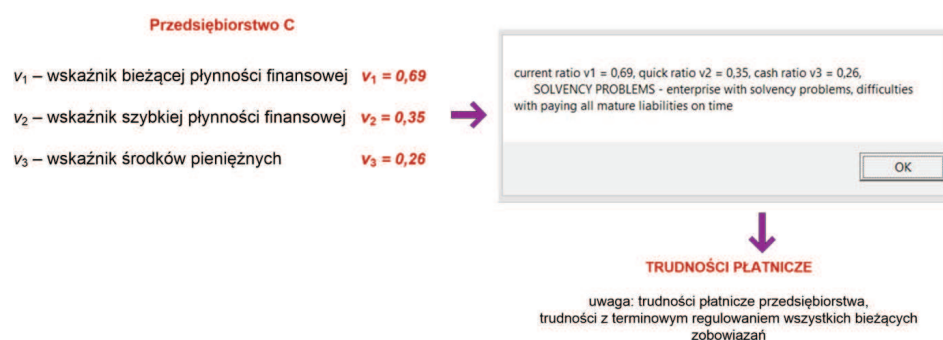 Przedsiębiorstwo C
v1 – wskaźnik bieżącej płynności finansowej v1 = 0,69
v2 – wskaźnik szybkiej płynności finansowej v2 = 0,35
v3 – wskaźnik środków pieniężnych v3 = 0,26
current ratio v1 = 0,69, quick ratio v2 = 0,35, cash ratio v3 = 0,26,
SOLVENCY PROBLEMS - enterprise with solvency problems, difficulties
with paying all mature liabilities on time
OK
TRUDNOŚCI PŁATNICZE
uwaga: trudności płatnicze przedsiębiorstwa,
trudności z terminowym regulowaniem wszystkich bieżących
zobowiązań